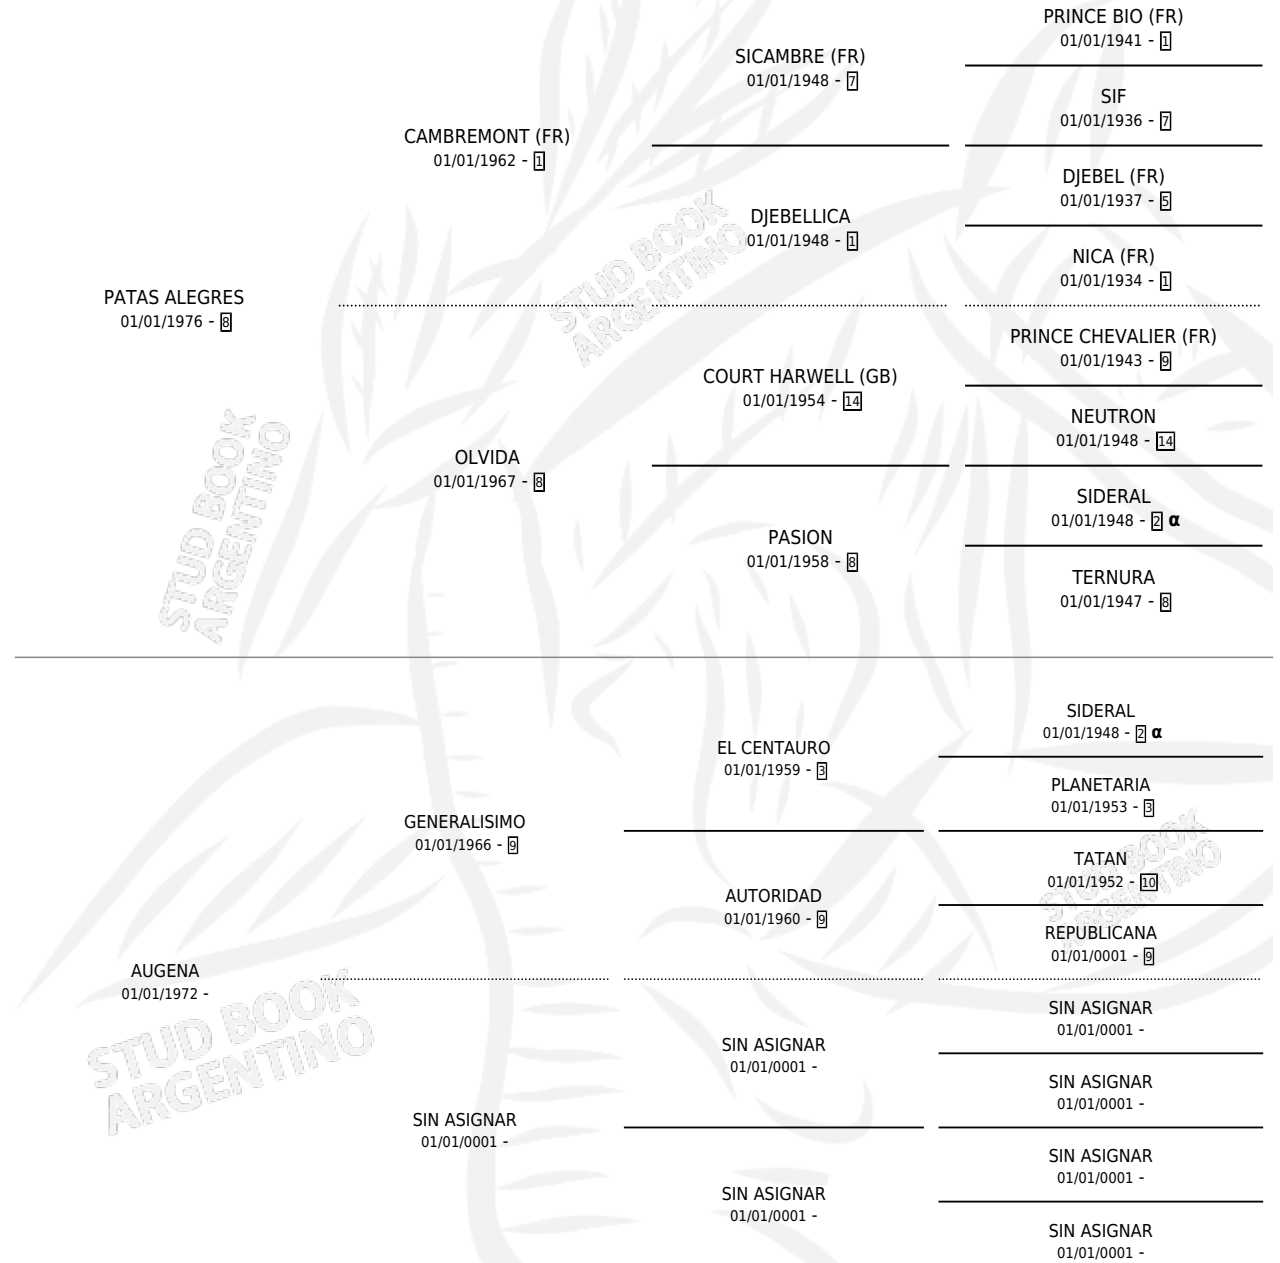 PRINCE BIO (FR)
01/01/1941 - 1
SICAMBRE (FR)
01/01/1948 - 7
SIF
01/01/1936 - 7
CAMBREMONT (FR)
01/01/1962 - 1
DJEBEL (FR)
01/01/1937 - 5
DJEBELLICA
01/01/1948 - 1
NICA (FR)
01/01/1934 - 1
PATAS ALEGRES
01/01/1976 - 8
PRINCE CHEVALIER (FR)
01/01/1943 - 9
COURT HARWELL (GB)
01/01/1954 - 14
NEUTRON
01/01/1948 - 14
OLVIDA
01/01/1967 - 8
SIDERAL
01/01/1948 - 2 α
PASION
01/01/1958 - 8
TERNURA
01/01/1947 - 8
SIDERAL
01/01/1948 - 2 α
EL CENTAURO
01/01/1959 - 3
PLANETARIA
01/01/1953 - 3
GENERALISIMO
01/01/1966 - 9
TATAN
01/01/1952 - 10
AUTORIDAD
01/01/1960 - 9
REPUBLICANA
01/01/0001 - 9
AUGENA
01/01/1972 -
SIN ASIGNAR
01/01/0001 -
SIN ASIGNAR
01/01/0001 -
SIN ASIGNAR
01/01/0001 -
SIN ASIGNAR
01/01/0001 -
SIN ASIGNAR
01/01/0001 -
SIN ASIGNAR
01/01/0001 -
SIN ASIGNAR
01/01/0001 -
STUD BOOK
ARGENTINO
STUD BOOK
ARGENTINO
STUD BOOK
ARGENTINO
STUD BOOK
ARGENTINO